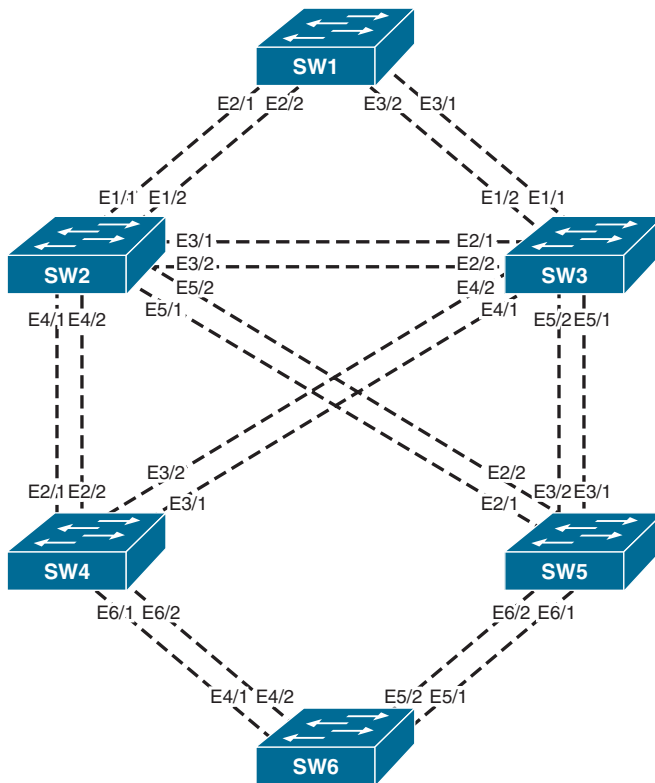 SW1
E2/1 E2/2 E3/2 E3/1
E1/1 E1/2 E1/2 E1/1
SW2 E3/1 E2/1 SW3
E3/2 E2/2
E5/2 E4/2
E5/1 E4/1
E4/1 E4/2 E5/2 E5/1
E3/2 E2/2
E2/1 E2/2 E3/1 E2/1 E3/2 E3/1
SW4 SW5
E6/1 E6/2 E6/2 E6/1
E4/1 E4/2 E5/2 E5/1
SW6